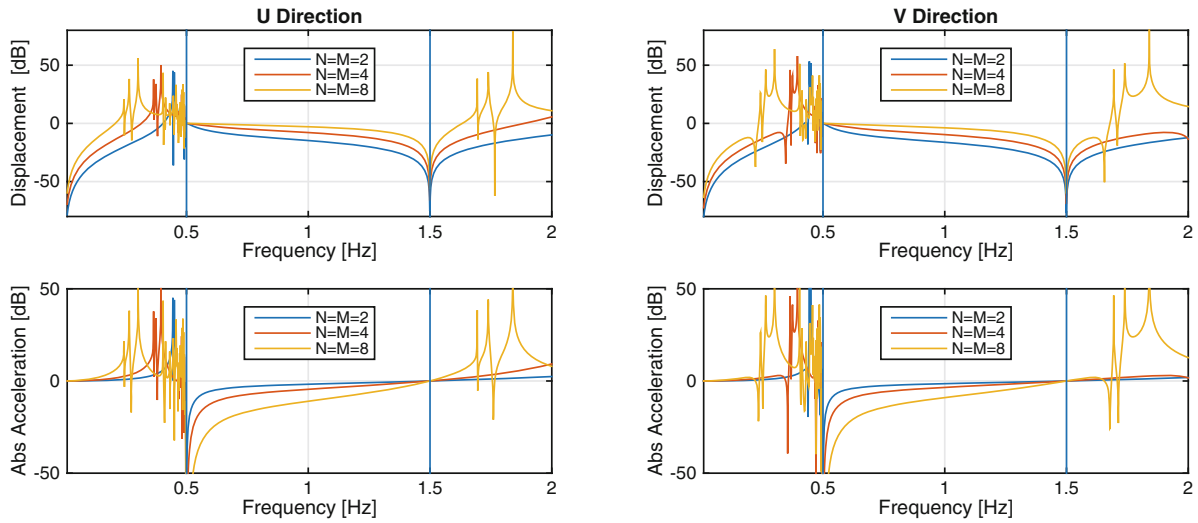 U Direction
Displacement [dB]
50
0
-50
N=M=2
N=M=4
N=M=8
0.5
1
1.5
2
Frequency [Hz]
V Direction
Displacement [dB]
50
0
-50
N=M=2
N=M=4
N=M=8
0.5
1
1.5
2
Frequency [Hz]
Abs Acceleration [dB]
50
0
-50
N=M=2
N=M=4
N=M=8
0.5
1
1.5
2
Frequency [Hz]
Abs Acceleration [dB]
50
0
-50
N=M=2
N=M=4
N=M=8
0.5
1
1.5
2
Frequency [Hz]